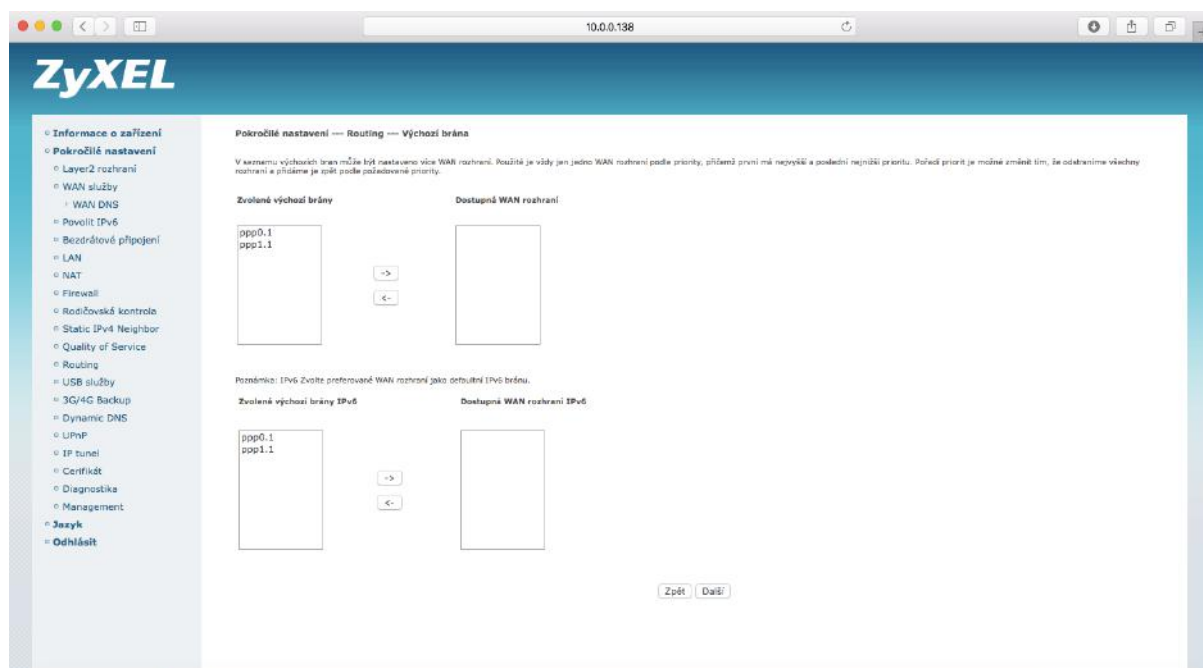 10.0.0.138
ZyXEL
Informace o zařízení
Pokročilé nastavení
Layer2 rozhraní
WAN služby
WAN DNS
Povolit IPv6
Bezdrátové připojení
LAN
NAT
Firewall
Rodičovská kontrola
Static IPv4 Neighbor
Quality of Service
Routing
USB služby
3G/4G Backup
Dynamic DNS
UPnP
IP tunel
Cerifikát
Diagnostika
Management
Jazyk
Odhlásit
Pokročilé nastavení --- Routing --- Výchozí brána
V seznamu výchozích bran může být nastaveno více WAN rozhraní. Použité je vždy jen jedno WAN rozhraní podle priority, přičemž první má nejvyšší a poslední nejnižší prioritu. Pořadí priorit je možné změnit tím, že odstraníme všechny
rozhraní a přidáme je zpět podle požadované priority.
Zvolené výchozí brány Dostupná WAN rozhraní
ppp0.1
ppp1.1
->
<-
Poznámka: IPv6 Zvolte preferované WAN rozhraní jako defaultní IPv6 bránu.
Zvolené výchozí brány IPv6 Dostupná WAN rozhraní IPv6
ppp0.1
ppp1.1
->
<-
Zpět Další